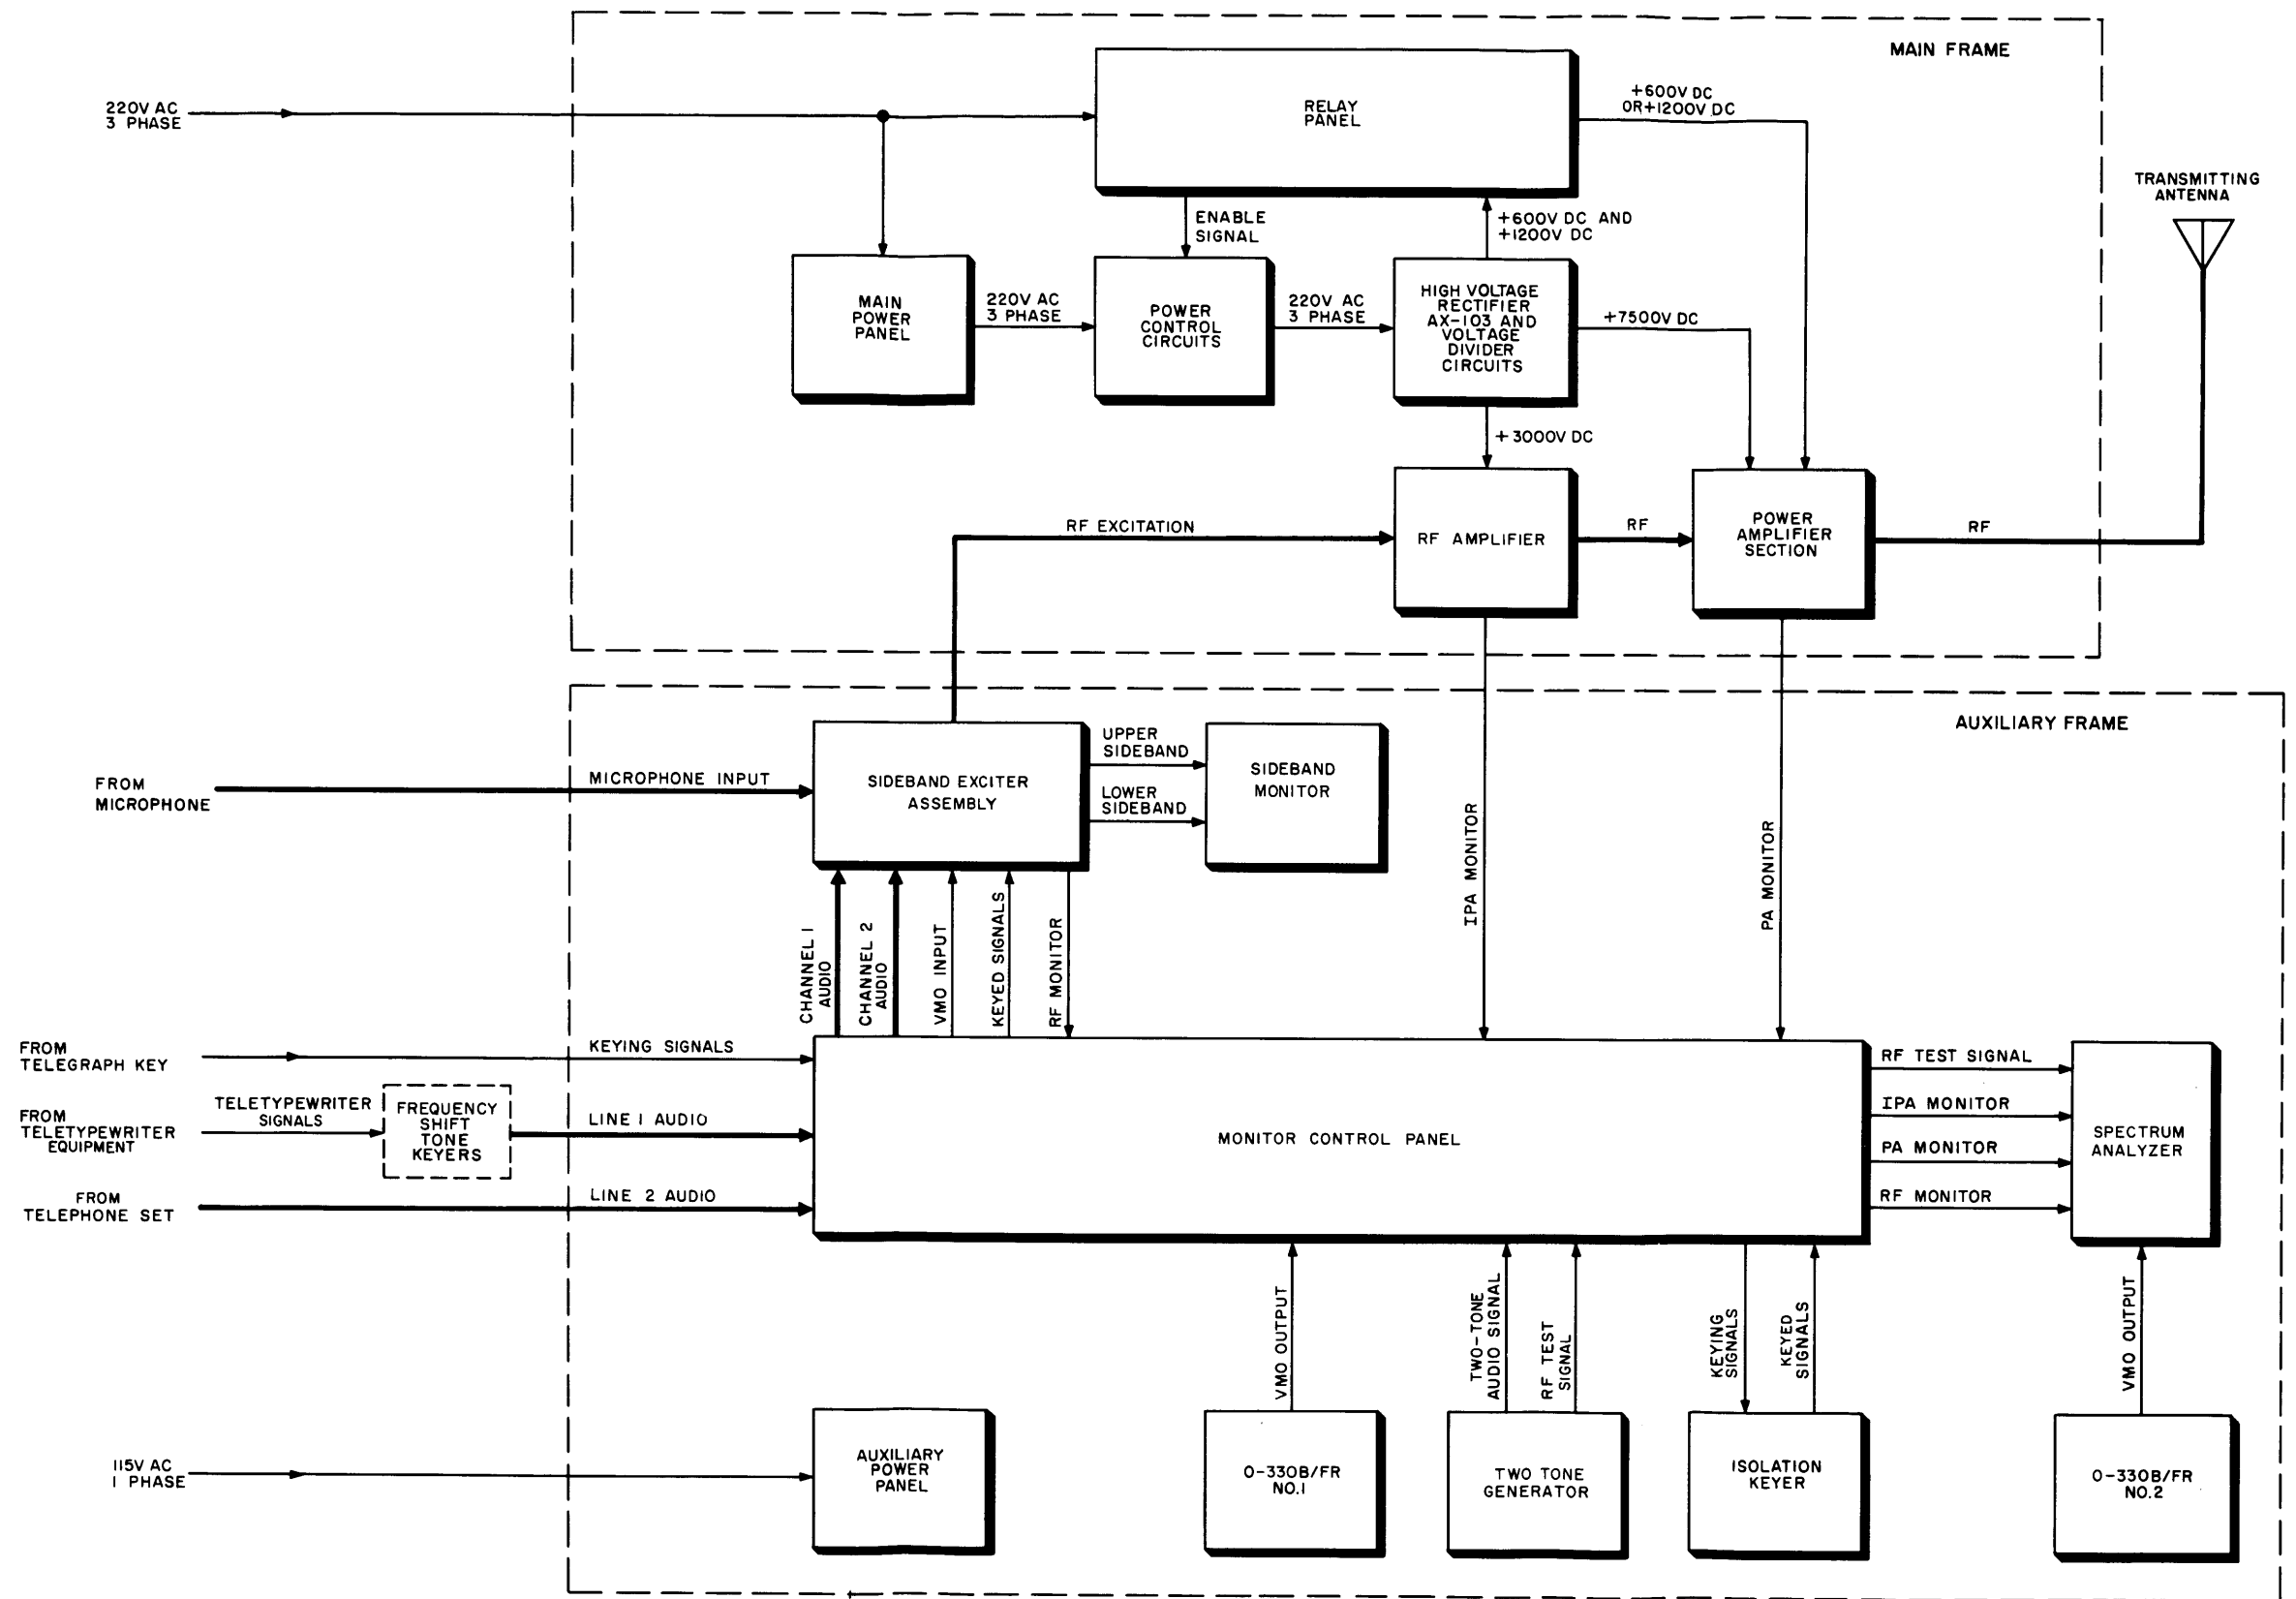 MAIN FRAME
220V AC
3 PHASE
RELAY
PANEL
+600V DC
OR +1200V DC
TRANSMITTING
ANTENNA
ENABLE
SIGNAL
+600V DC AND
+1200V DC
MAIN
POWER
PANEL
220V AC
3 PHASE
POWER
CONTROL
CIRCUITS
220V AC
3 PHASE
HIGH VOLTAGE
RECTIFIER
AX-103 AND
VOLTAGE
DIVIDER
CIRCUITS
+7500V DC
+3000V DC
RF EXCITATION
RF AMPLIFIER
RF
POWER
AMPLIFIER
SECTION
RF
AUXILIARY FRAME
FROM
MICROPHONE
MICROPHONE INPUT
SIDEBAND EXCITER
ASSEMBLY
UPPER
SIDEBAND
LOWER
SIDEBAND
SIDEBAND
MONITOR
CHANNEL 1
AUDIO
CHANNEL 2
AUDIO
VMO INPUT
KEYED SIGNALS
RF MONITOR
IPA MONITOR
PA MONITOR
FROM
TELEGRAPH KEY
KEYING SIGNALS
FROM
TELETYPEWRITER
EQUIPMENT
TELETYPEWRITER
SIGNALS
FREQUENCY
SHIFT
TONE
KEYERS
LINE 1 AUDIO
FROM
TELEPHONE SET
LINE 2 AUDIO
MONITOR CONTROL PANEL
RF TEST SIGNAL
IPA MONITOR
PA MONITOR
RF MONITOR
SPECTRUM
ANALYZER
VMO OUTPUT
TWO-TONE
AUDIO SIGNAL
RF TEST
SIGNAL
KEYING
SIGNALS
KEYED
SIGNALS
VMO OUTPUT
115V AC
1 PHASE
AUXILIARY
POWER
PANEL
O-330B/FR
NO.1
TWO TONE
GENERATOR
ISOLATION
KEYER
O-330B/FR
NO.2